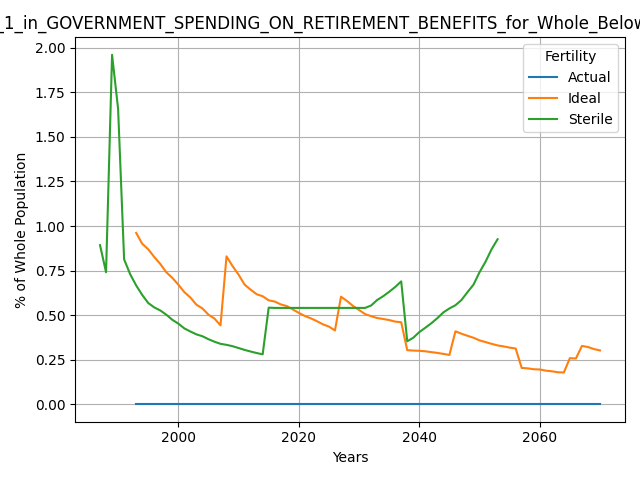 _1_in_GOVERNMENT_SPENDING_ON_RETIREMENT_BENEFITS_for_Whole_Below
2.00
1.75
1.50
1.25
1.00
0.75
0.50
0.25
0.00
% of Whole Population
Fertility
Actual
Ideal
Sterile
2000
2020
2040
2060
Years